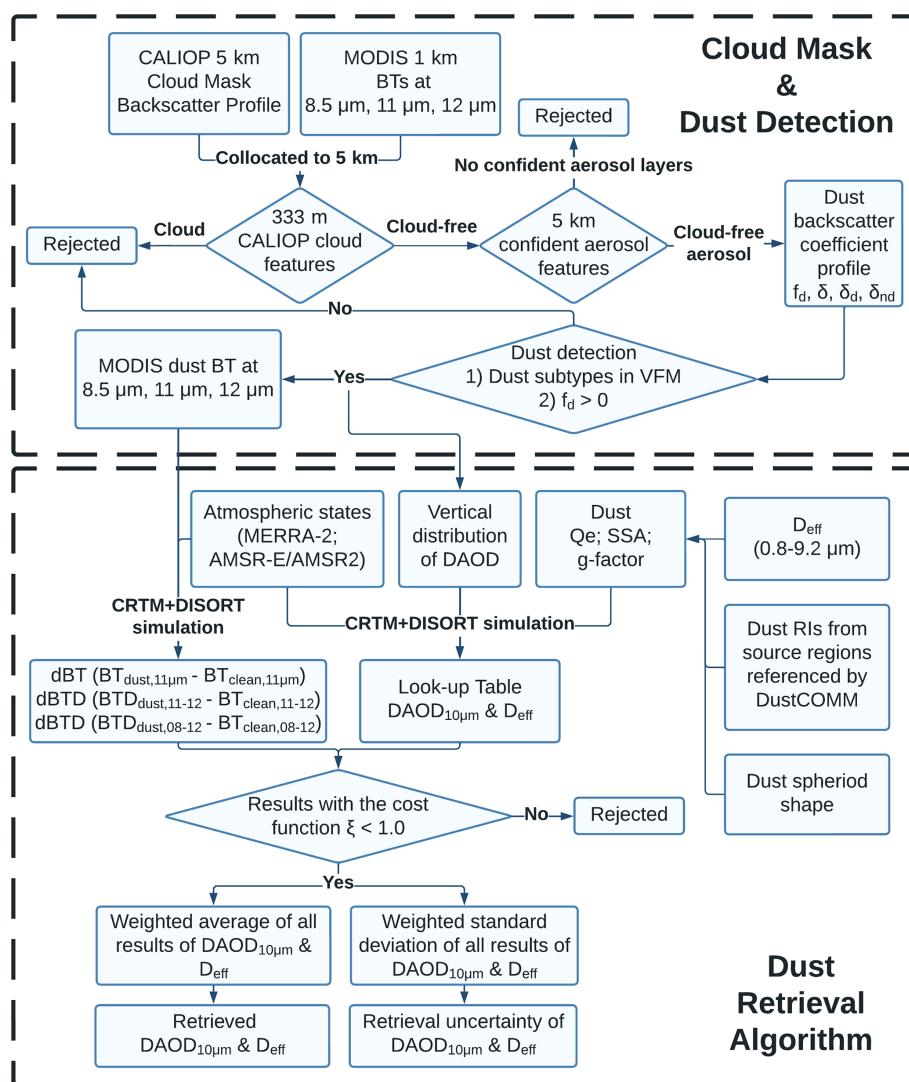 Cloud Mask
&
Dust Detection
CALIOP 5 km
Cloud Mask
Backscatter Profile
MODIS 1 km
BTs at
8.5 μm, 11 μm, 12 μm
Collocated to 5 km
Rejected
No confident aerosol layers
Rejected
Cloud
333 m
CALIOP cloud
features
Cloud-free
5 km
confident aerosol
features
Cloud-free
aerosol
Dust
backscatter
coefficient
profile
fd, δ, δd, δnd
No
MODIS dust BT at
8.5 μm, 11 μm, 12 μm
Yes
Dust detection
1) Dust subtypes in VFM
2) fd > 0
Atmospheric states
(MERRA-2;
AMSR-E/AMSR2)
Vertical
distribution
of DAOD
Dust
Qe; SSA;
g-factor
Deff
(0.8-9.2 μm)
CRTM+DISORT
simulation
CRTM+DISORT simulation
Dust RIs from
source regions
referenced by
DustCOMM
dBT (BTdust,11μm - BTclean,11μm)
dBTD (BTDdust,11-12 - BTclean,11-12)
dBTD (BTDdust,08-12 - BTclean,08-12)
Look-up Table
DAOD10μm & Deff
Dust spheriod
shape
Results with the cost
function ξ < 1.0
No
Rejected
Yes
Weighted average of all
results of DAOD10μm &
Deff
Weighted standard
deviation of all results of
DAOD10μm & Deff
Retrieved
DAOD10μm & Deff
Retrieval uncertainty of
DAOD10μm & Deff
Dust
Retrieval
Algorithm